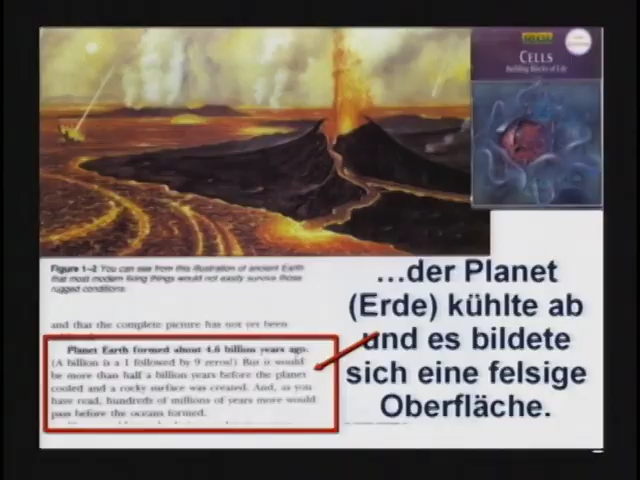 CELLS
Building Blocks of Life
Figure 1–2 You can see from this illustration of ancient Earth
that most modern living things would not easily survive those
rugged conditions.
and that the complete picture has not yet been
Planet Earth formed about 4.6 billion years ago.
(A billion is a 1 followed by 9 zeros!) But it would
be more than half a billion years before the planet
cooled and a rocky surface was created. And, as you
have read, hundreds of millions of years more would
pass before the oceans formed.
...der Planet
(Erde) kühlte ab
und es bildete
sich eine felsige
Oberfläche.